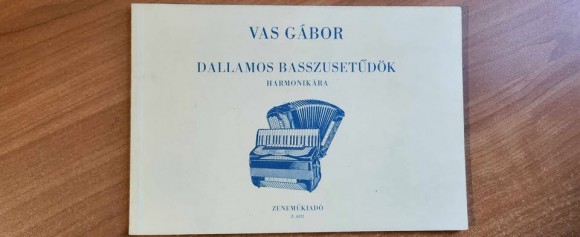 VAS GÁBOR
DALLAMOS BASSZUSETŰDÖK
HARMONIKÁRA
ZENEMŰKIADÓ